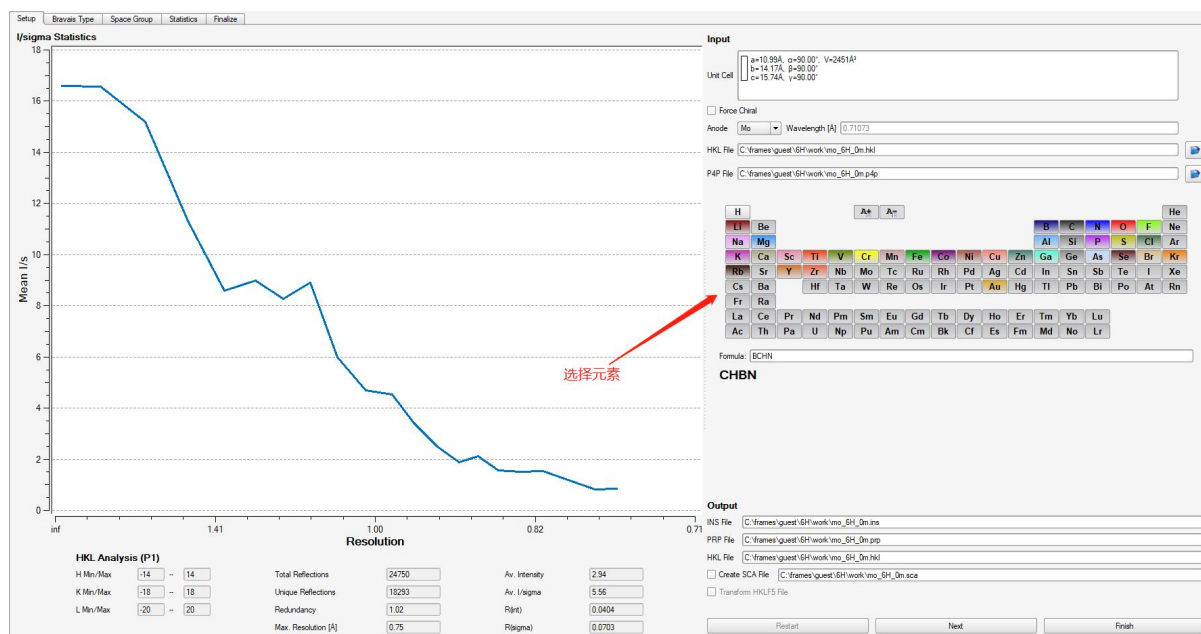 Setup Bravais Type Space Group Statistics Finalize
I/sigma Statistics
18
16
14
12
10
8
6
4
2
0
Mean I/s
inf 1.41 1.00 0.82 0.71
Resolution
HKL Analysis (P1)
H Min/Max -14 -- 14 Total Reflections 24750 Av. Intensity 2.94
K Min/Max -18 -- 18 Unique Reflections 18293 Av. I/sigma 5.56
L Min/Max -20 -- 20 Redundancy 1.02 R(int) 0.0404
Max. Resolution [Å] 0.75 R(sigma) 0.0703
选择元素
Input
Unit Cell
a=10.99Å, α=90.00°, V=2451Å³
b=14.17Å, β=90.00°
c=15.74Å, γ=90.00°
Force Chiral
Anode Mo Wavelength [Å] 0.71073
HKL File C:\frames\guest\6H\work\mo_6H_0m.hkl
P4P File C:\frames\guest\6H\work\mo_6H_0m.p4p
H A+ A- He
Li Be B C N O F Ne
Na Mg Al Si P S Cl Ar
K Ca Sc Ti V Cr Mn Fe Co Ni Cu Zn Ga Ge As Se Br Kr
Rb Sr Y Zr Nb Mo Tc Ru Rh Pd Ag Cd In Sn Sb Te I Xe
Cs Ba Hf Ta W Re Os Ir Pt Au Hg Tl Pb Bi Po At Rn
Fr Ra
La Ce Pr Nd Pm Sm Eu Gd Tb Dy Ho Er Tm Yb Lu
Ac Th Pa U Np Pu Am Cm Bk Cf Es Fm Md No Lr
Formula: BCHN
CHBN
Output
INS File C:\frames\guest\6H\work\mo_6H_0m.ins
PRP File C:\frames\guest\6H\work\mo_6H_0m.prp
HKL File C:\frames\guest\6H\work\mo_6H_0m.hkl
Create SCA File C:\frames\guest\6H\work\mo_6H_0m.sca
Transform HKLF5 File
Restart Next Finish